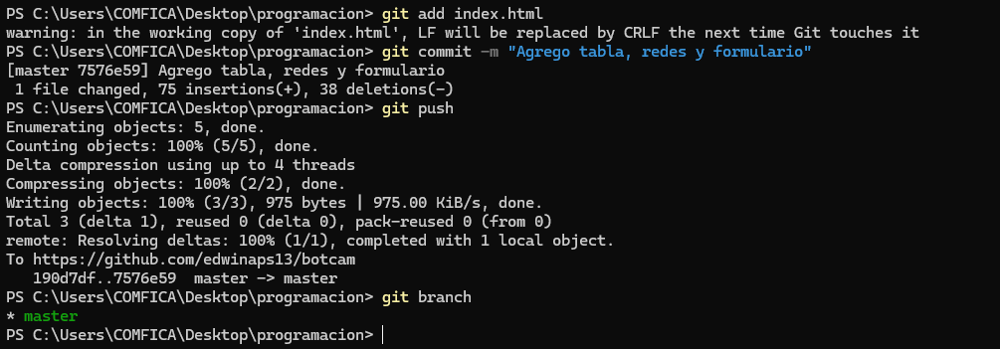 PS C:\Users\COMFICA\Desktop\programacion> git add index.html
warning: in the working copy of 'index.html', LF will be replaced by CRLF the next time Git touches it
PS C:\Users\COMFICA\Desktop\programacion> git commit -m "Agrego tabla, redes y formulario"
[master 7576e59] Agrego tabla, redes y formulario
 1 file changed, 75 insertions(+), 38 deletions(-)
PS C:\Users\COMFICA\Desktop\programacion> git push
Enumerating objects: 5, done.
Counting objects: 100% (5/5), done.
Delta compression using up to 4 threads
Compressing objects: 100% (2/2), done.
Writing objects: 100% (3/3), 975 bytes | 975.00 KiB/s, done.
Total 3 (delta 1), reused 0 (delta 0), pack-reused 0 (from 0)
remote: Resolving deltas: 100% (1/1), completed with 1 local object.
To https://github.com/edwinaps13/botcam
   190d7df..7576e59  master -> master
PS C:\Users\COMFICA\Desktop\programacion> git branch
* master
PS C:\Users\COMFICA\Desktop\programacion>